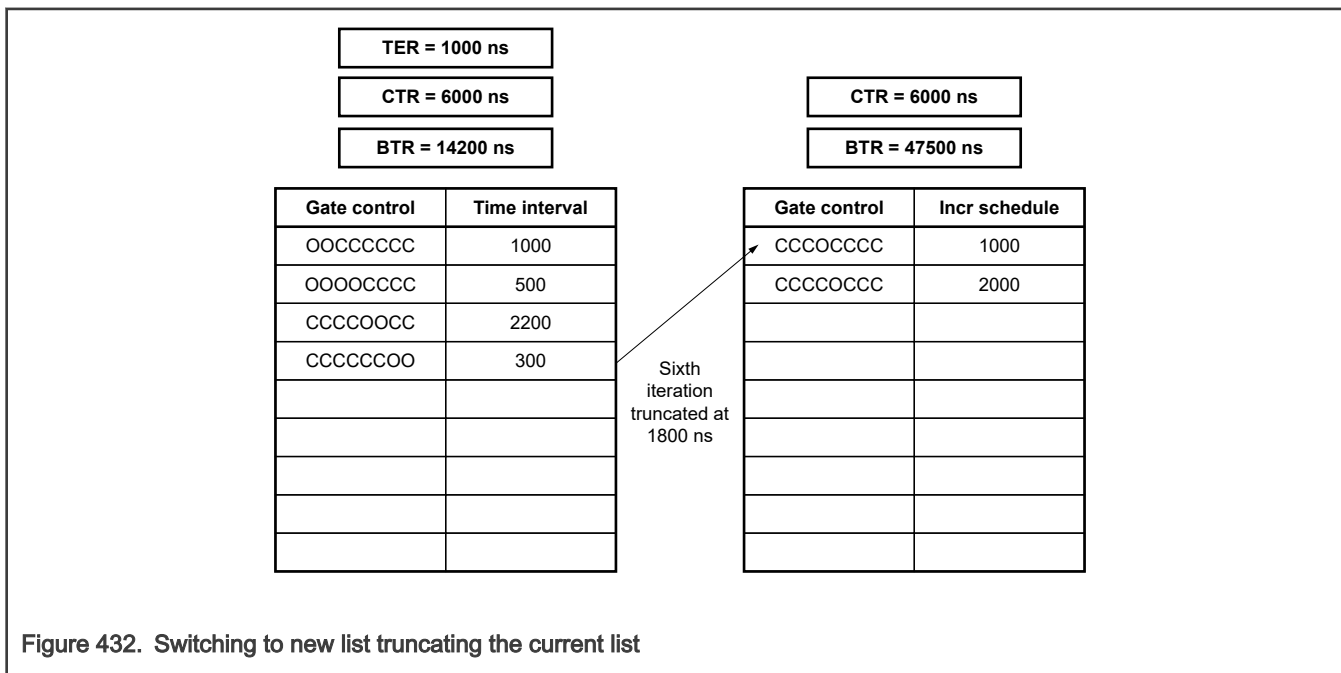 TER = 1000 ns
CTR = 6000 ns
BTR = 14200 ns
CTR = 6000 ns
BTR = 47500 ns
Gate control Time interval
OOCCCCCC 1000
OOOOCCCC 500
CCCCOOCC 2200
CCCCCCOO 300
Sixth
iteration
truncated at
1800 ns
Gate control Incr schedule
CCCOCCCC 1000
CCCCOCCC 2000
Figure 432. Switching to new list truncating the current list